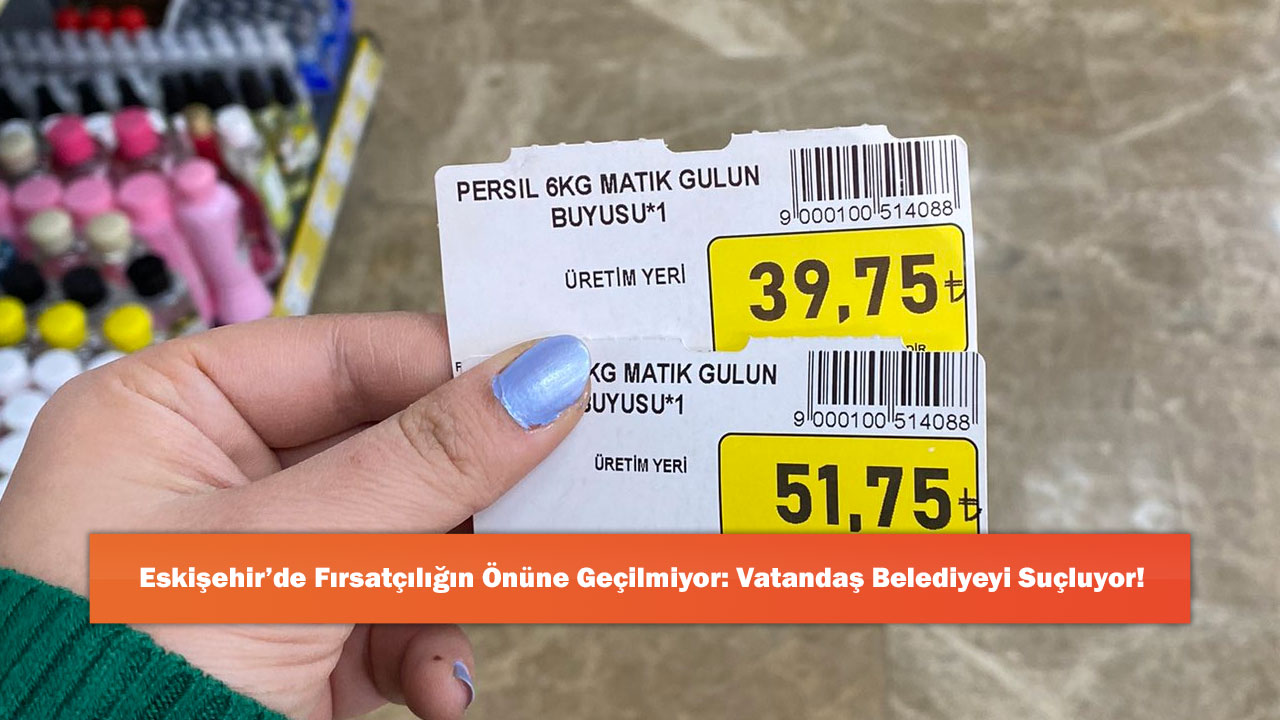 PERSIL 6KG MATIK GULUN
BUYUSU*1
9 000100 514088
ÜRETİM YERİ
39,75₺
KG MATIK GULUN
BUYUSU*1
9 000100 514088
ÜRETİM YERİ
51,75₺
Eskişehir’de Fırsatçılığın Önüne Geçilmiyor: Vatandaş Belediyeyi Suçluyor!